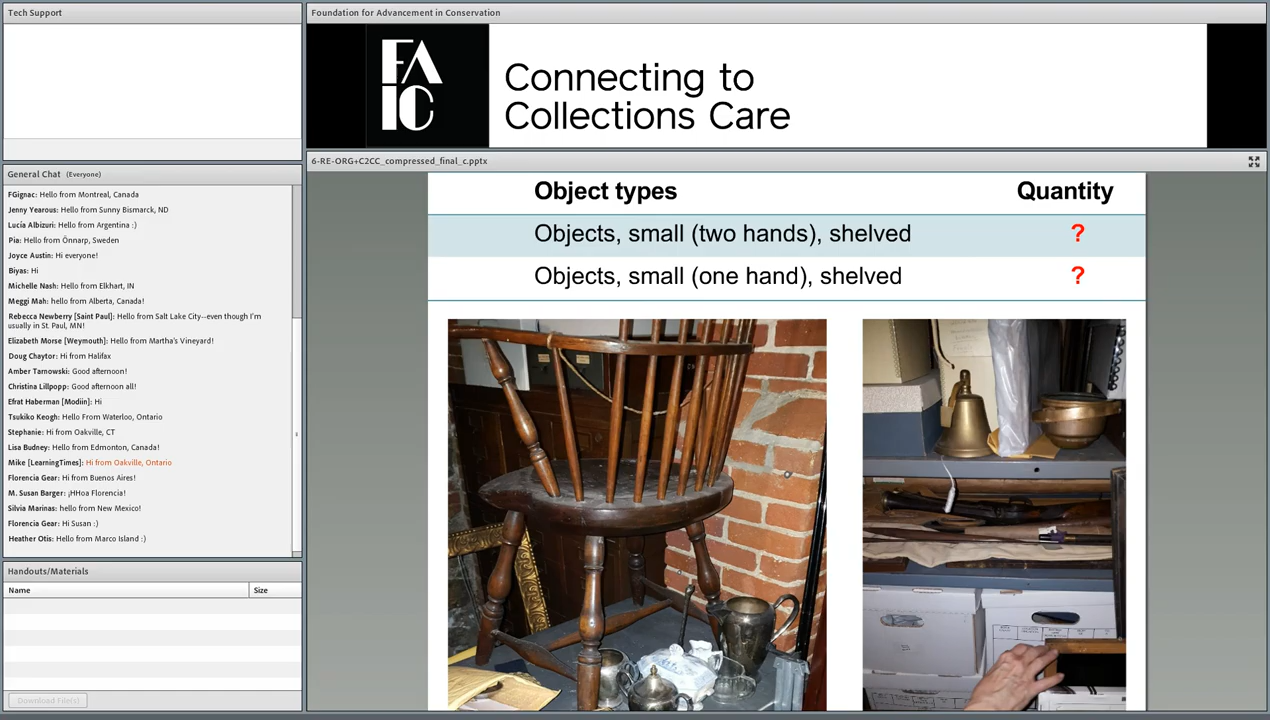 Tech Support
General Chat (Everyone)
FGignac: Hello from Montreal, Canada
Jenny Yearous: Hello from Sunny Bismarck, ND
Lucía Albizuri: Hello from Argentina :)
Pia: Hello from Önnarp, Sweden
Joyce Austin: Hi everyone!
Biyas: Hi
Michelle Nash: Hello from Elkhart, IN
Meggi Mah: hello from Alberta, Canada!
Rebecca Newberry [Saint Paul]: Hello from Salt Lake City--even though I'm
usually in St. Paul, MN!
Elizabeth Morse [Weymouth]: Hello from Martha's Vineyard!
Doug Chaytor: Hi from Halifax
Amber Tarnowski: Good afternoon!
Christina Lillpopp: Good afternoon all!
Efrat Haberman [Modiin]: Hi
Tsukiko Keogh: Hello From Waterloo, Ontario
Stephanie: Hi from Oakville, CT
Lisa Budney: Hello from Edmonton, Canada!
Mike [LearningTimes]: Hi from Oakville, Ontario
Florencia Gear: Hi from Buenos Aires!
M. Susan Barger: ¡HHoa Florencia!
Silvia Marinas: hello from New Mexico!
Florencia Gear: Hi Susan :)
Heather Otis: Hello from Marco Island :)
Handouts/Materials
Name Size
Download File(s)
Foundation for Advancement in Conservation
FA
IC
Connecting to
Collections Care
6-RE-ORG+C2CC_compressed_final_c.pptx
Object types Quantity
Objects, small (two hands), shelved ?
Objects, small (one hand), shelved ?